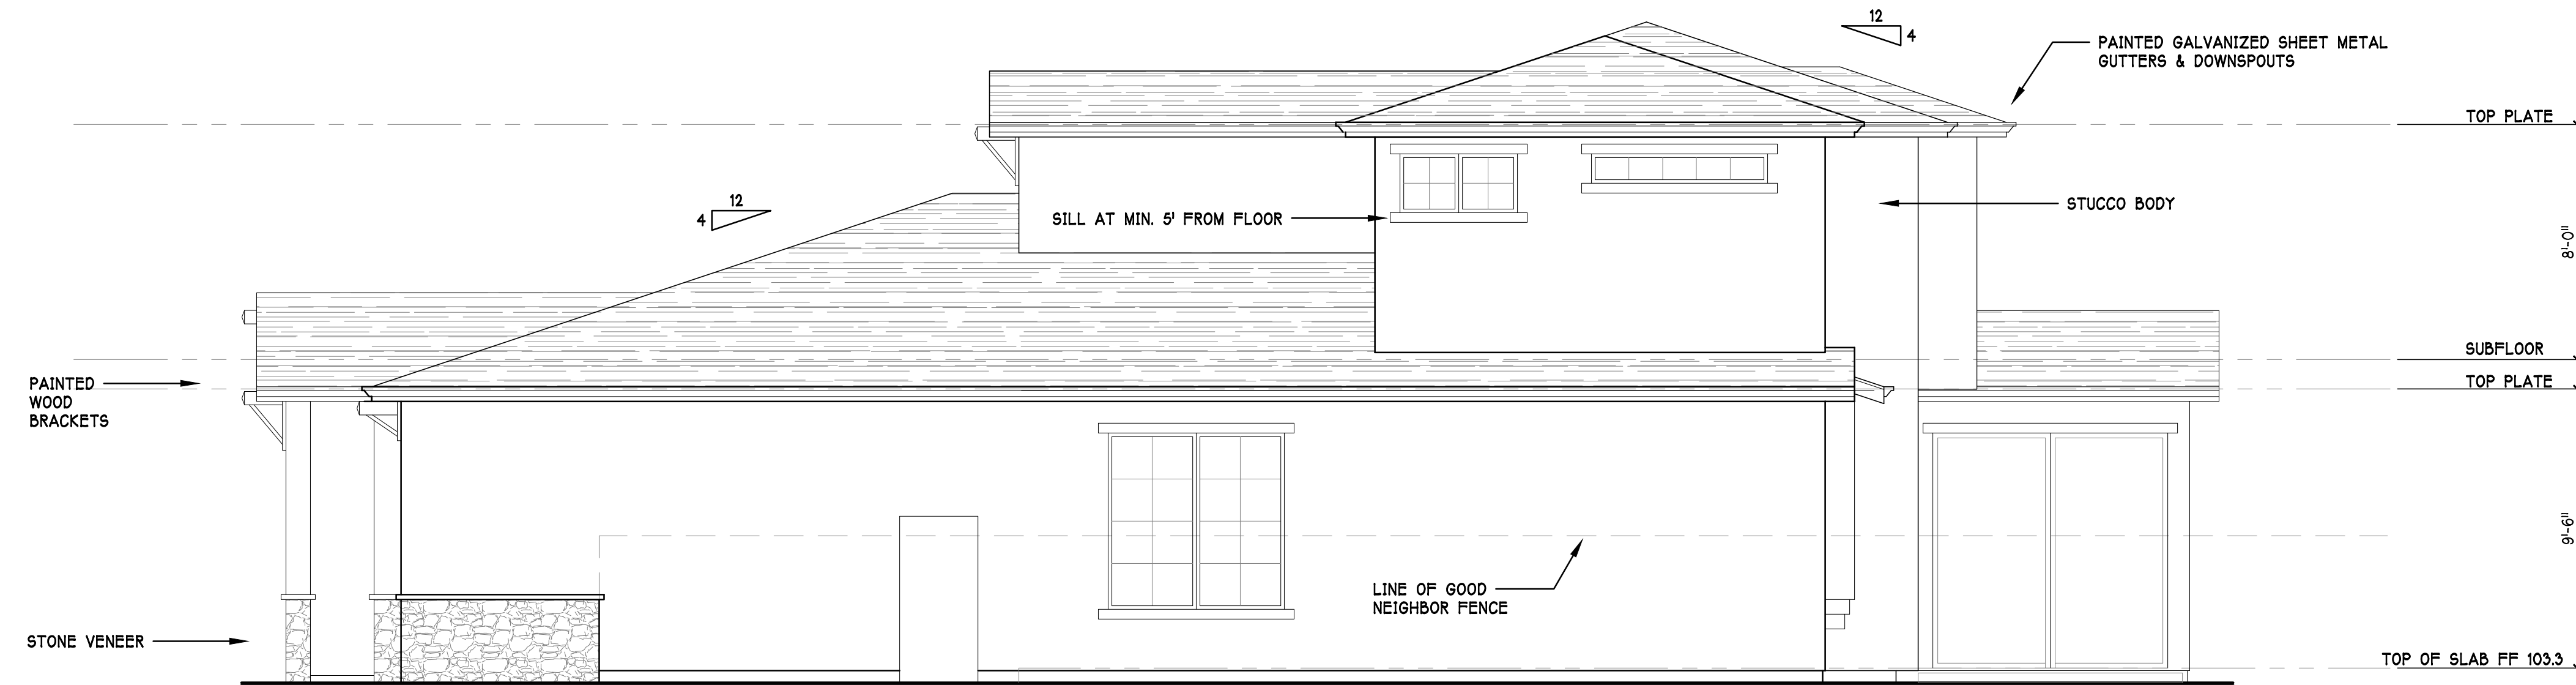 12
4
PAINTED GALVANIZED SHEET METAL
GUTTERS & DOWNSPOUTS
TOP PLATE
12
4
SILL AT MIN. 5' FROM FLOOR
STUCCO BODY
8'-0"
SUBFLOOR
TOP PLATE
PAINTED
WOOD
BRACKETS
9'-6"
LINE OF GOOD
NEIGHBOR FENCE
STONE VENEER
TOP OF SLAB FF 103.3